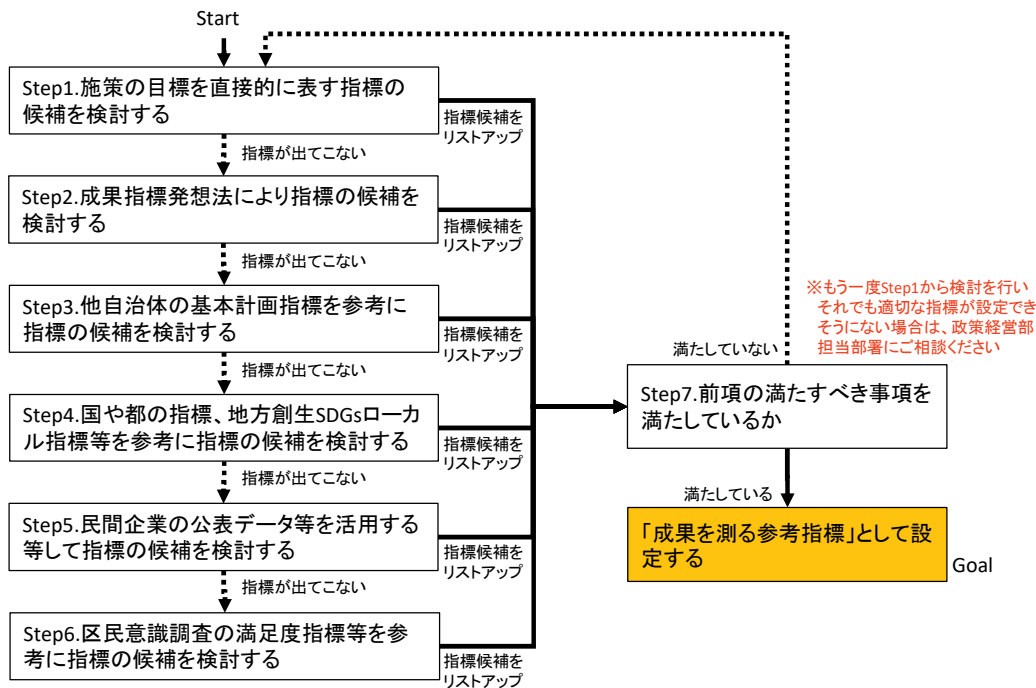 Start
Step1.施策の目標を直接的に表す指標の
候補を検討する
指標候補を
リストアップ
指標が出てこない
Step2.成果指標発想法により指標の候補を
検討する
指標候補を
リストアップ
指標が出てこない
Step3.他自治体の基本計画指標を参考に
指標の候補を検討する
指標候補を
リストアップ
指標が出てこない
Step4.国や都の指標、地方創生SDGsローカ
ル指標等を参考に指標の候補を検討する
指標候補を
リストアップ
指標が出てこない
Step5.民間企業の公表データ等を活用する
等して指標の候補を検討する
指標候補を
リストアップ
指標が出てこない
Step6.区民意識調査の満足度指標等を参
考に指標の候補を検討する
指標候補を
リストアップ
※もう一度Step1から検討を行い
それでも適切な指標が設定でき
そうにない場合は、政策経営部
担当部署にご相談ください
満たしていない
Step7.前項の満たすべき事項を
満たしているか
満たしている
「成果を測る参考指標」として設
定する
Goal